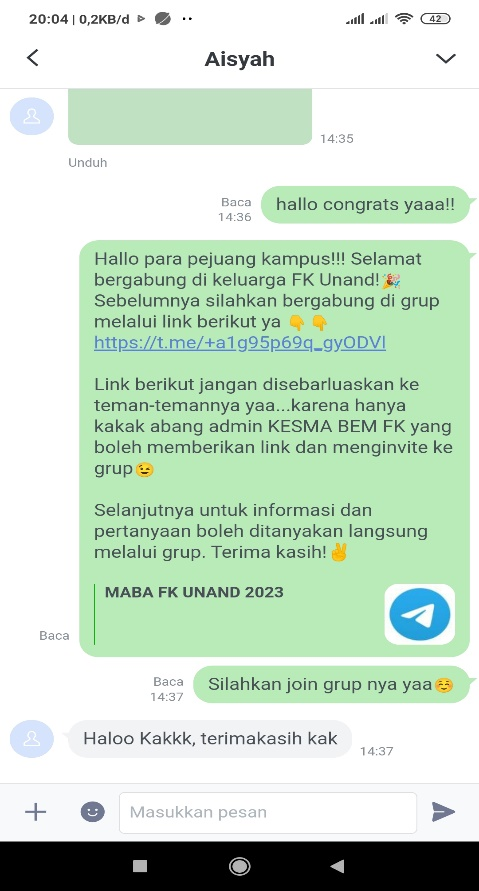 20:04 | 0,2KB/d
42
Aisyah
14:35
Unduh
Baca
14:36
hallo congrats yaaa!!
Hallo para pejuang kampus!!! Selamat
bergabung di keluarga FK Unand!🎉
Sebelumnya silahkan bergabung di grup
melalui link berikut ya 👇👇
https://t.me/+a1g95p69q_gyODVl
Link berikut jangan disebarluaskan ke
teman-temannya yaa...karena hanya
kakak abang admin KESMA BEM FK yang
boleh memberikan link dan menginvite ke
grup😉
Selanjutnya untuk informasi dan
pertanyaan boleh ditanyakan langsung
melalui grup. Terima kasih!✌
MABA FK UNAND 2023
Baca
Baca
14:37
Silahkan join grup nya yaa☺
Haloo Kakkk, terimakasih kak
14:37
Masukkan pesan